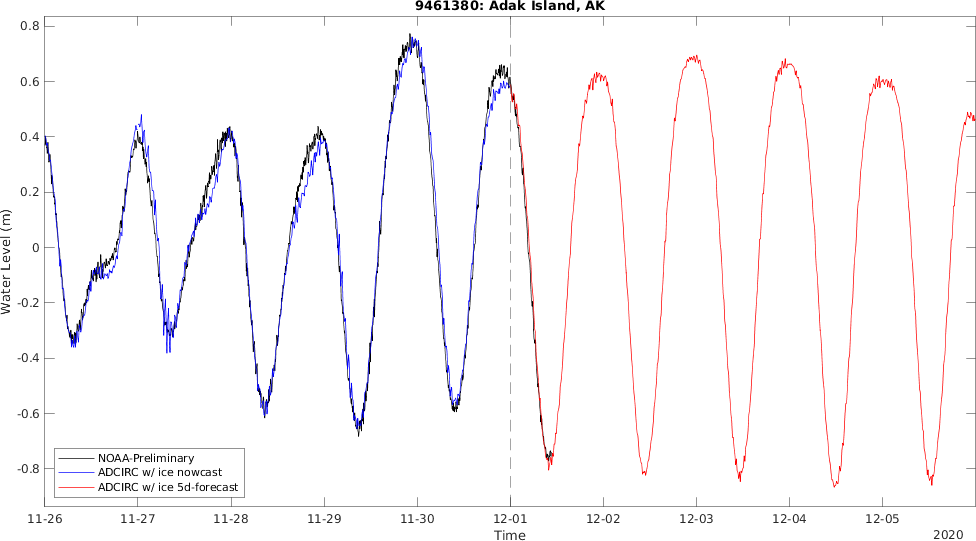 9461380: Adak Island, AK
Water Level (m)
0.8
0.6
0.4
0.2
0
-0.2
-0.4
-0.6
-0.8
NOAA-Preliminary
ADCIRC w/ ice nowcast
ADCIRC w/ ice 5d-forecast
11-26 11-27 11-28 11-29 11-30 12-01 12-02 12-03 12-04 12-05
Time
2020